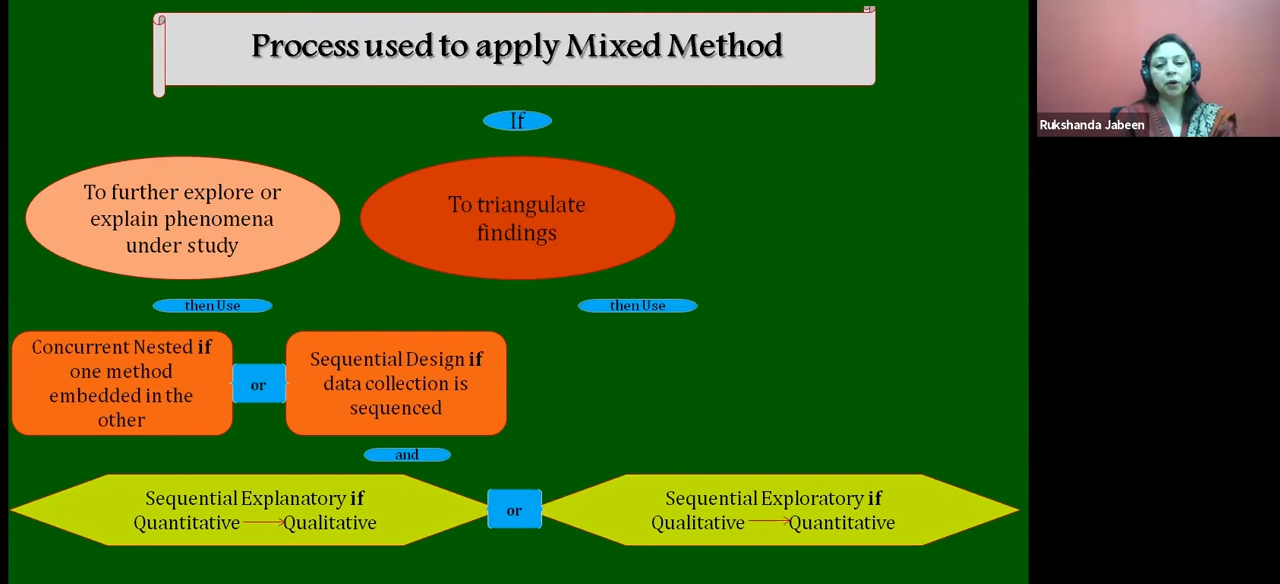 Process used to apply Mixed Method
Rukshanda Jabeen
If
To further explore or
explain phenomena
under study
To triangulate
findings
then Use
then Use
Concurrent Nested if
one method
embedded in the
other
or
Sequential Design if
data collection is
sequenced
and
Sequential Explanatory if
Quantitative Qualitative
or
Sequential Exploratory if
Qualitative Quantitative